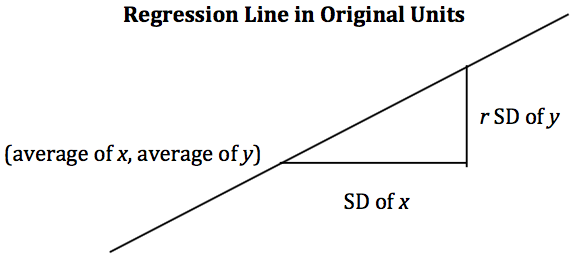 Regression Line in Original Units
r SD of y
(average of x, average of y)
SD of x